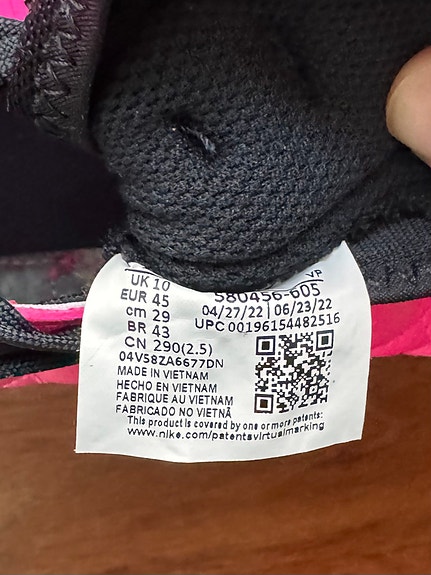 VP
UK 10
EUR 45
cm 29
BR 43
CN 290(2.5)
04V58ZA6677DN
MADE IN VIETNAM
HECHO EN VIETNAM
FABRIQUE AU VIETNAM
FABRICADO NO VIETNÃ
580456-605
04/27/22 | 06/23/22
UPC 00196154482516
This product is covered by one or more patents:
www.nike.com/patentsvirtualmarking